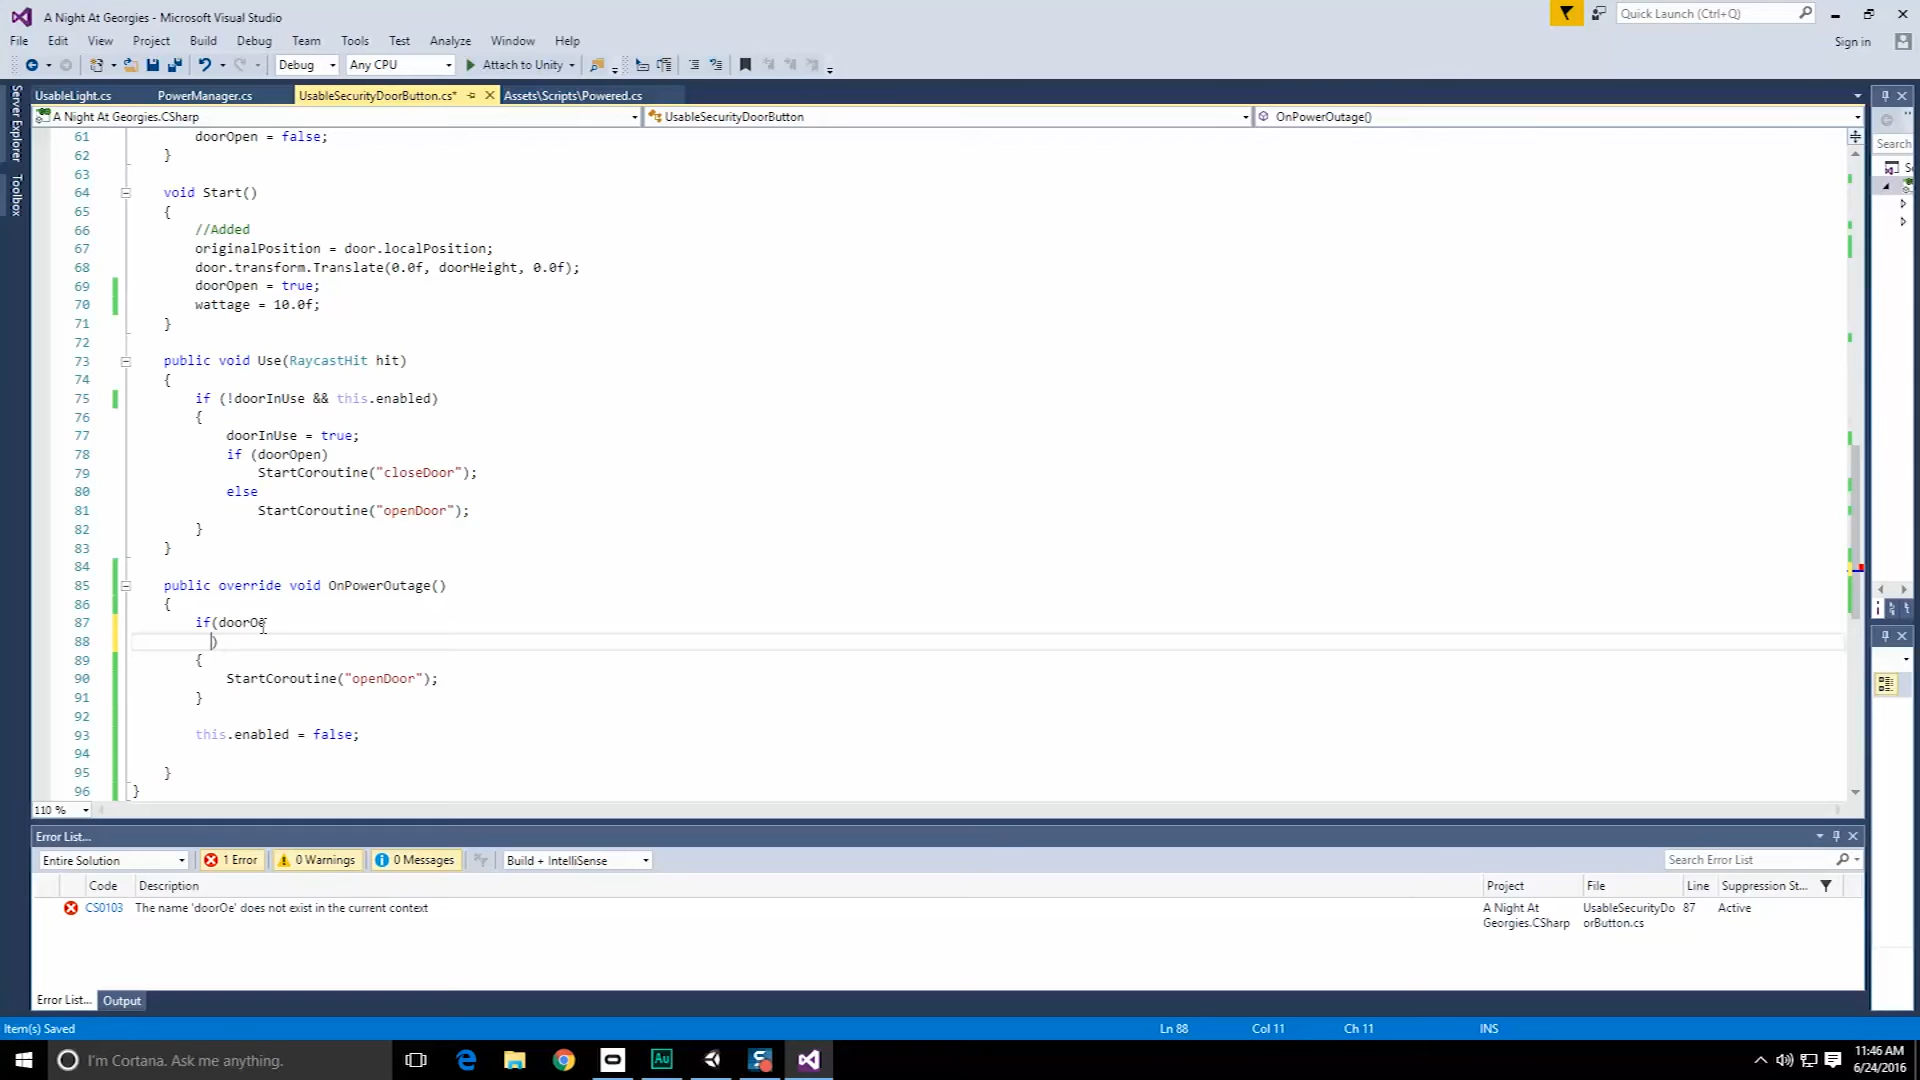 A Night At Georgies - Microsoft Visual Studio
Quick Launch (Ctrl+Q)
File Edit View Project Build Debug Team Tools Test Analyze Window Help
Sign in
Debug Any CPU Attach to Unity
Server Explorer
Toolbox
UsableLight.cs PowerManager.cs UsableSecurityDoorButton.cs* Assets\Scripts\Powered.cs
A Night At Georgies.CSharp UsableSecurityDoorButton OnPowerOutage()
Search
61 doorOpen = false;
62 }
63
64 void Start()
65 {
66 //Added
67 originalPosition = door.localPosition;
68 door.transform.Translate(0.0f, doorHeight, 0.0f);
69 doorOpen = true;
70 wattage = 10.0f;
71 }
72
73 public void Use(RaycastHit hit)
74 {
75 if (!doorInUse && this.enabled)
76 {
77 doorInUse = true;
78 if (doorOpen)
79 StartCoroutine("closeDoor");
80 else
81 StartCoroutine("openDoor");
82 }
83 }
84
85 public override void OnPowerOutage()
86 {
87 if(doorOe
88 )
89 {
90 StartCoroutine("openDoor");
91 }
92
93 this.enabled = false;
94
95 }
96 }
110 %
Error List...
Entire Solution 1 Error 0 Warnings 0 Messages Build + IntelliSense Search Error List
Code Description Project File Line Suppression St...
CS0103 The name 'doorOe' does not exist in the current context A Night At Georgies.CSharp UsableSecurityDoorButton.cs 87 Active
Error List... Output
Item(s) Saved Ln 88 Col 11 Ch 11 INS
I'm Cortana. Ask me anything.
Au
11:46 AM
6/24/2016